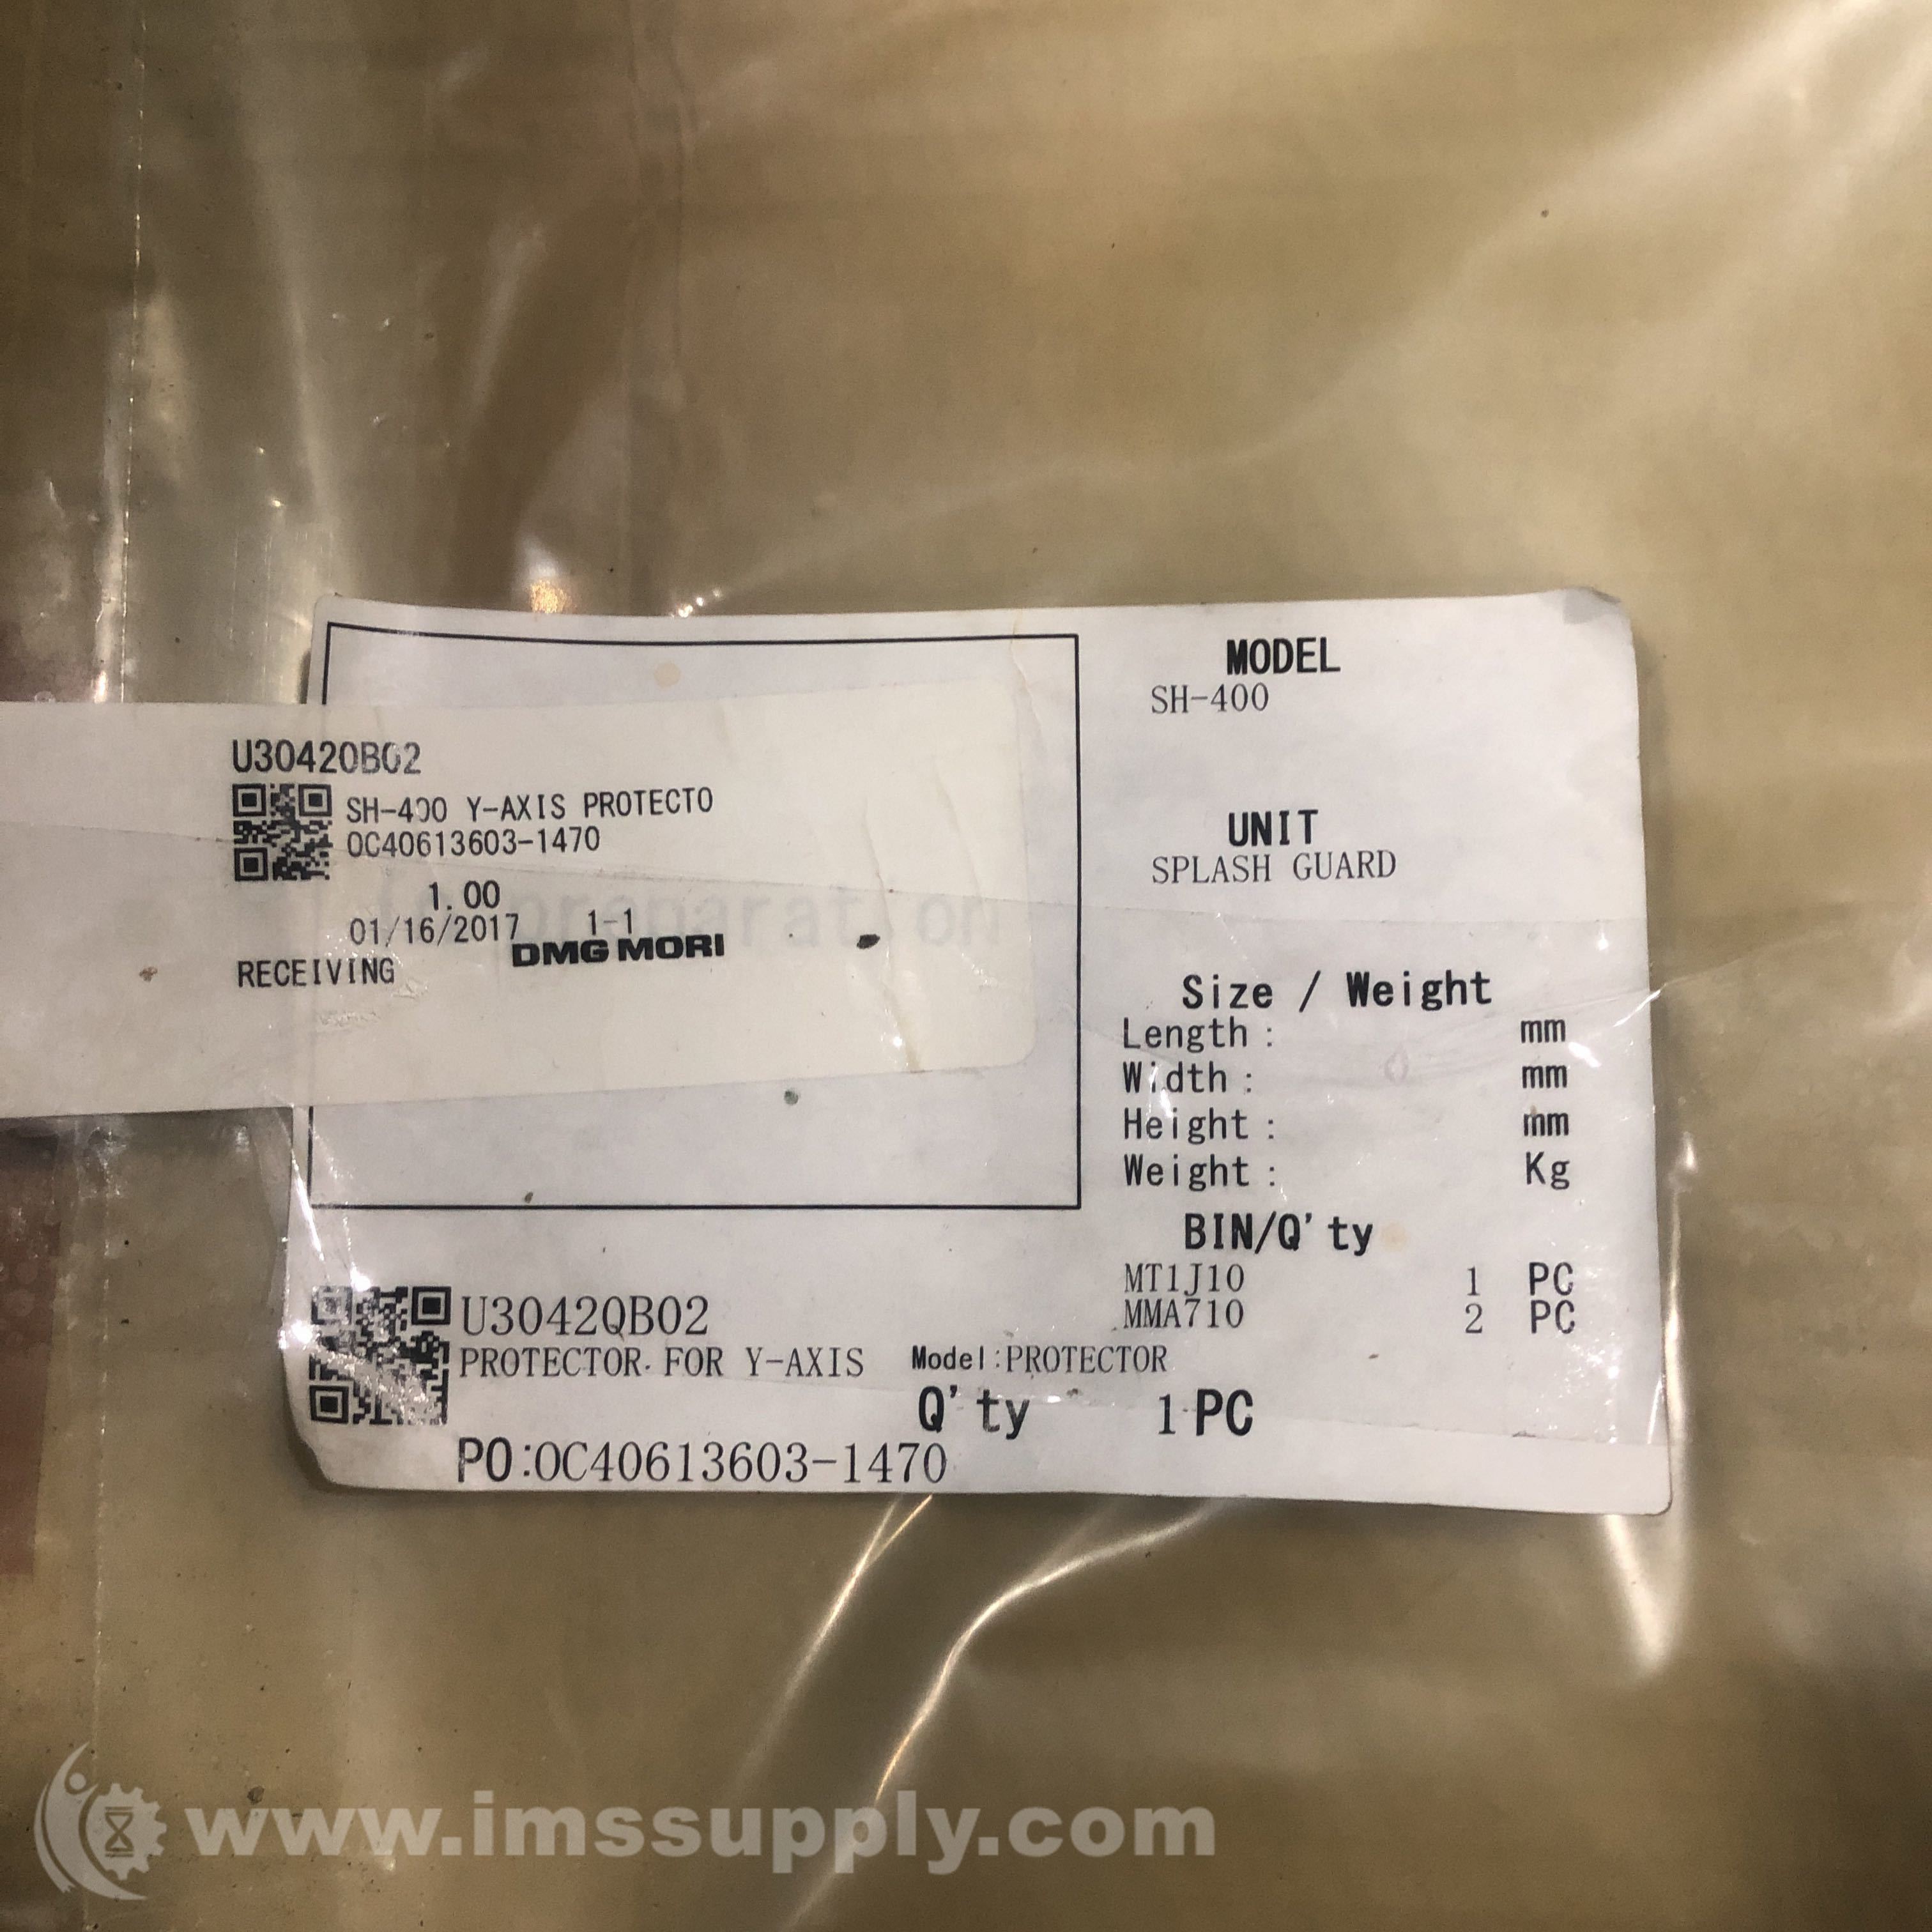 MODEL
SH-400
UNIT
SPLASH GUARD
U30420B02
SH-400 Y-AXIS PROTECTO
OC40613603-1470
1.00
01/16/2017 1-1
DMG MORI
RECEIVING
preparation
Size / Weight
Length : mm
Width : mm
Height : mm
Weight : Kg
BIN/Q'ty
MT1J10 1 PC
MMA710 2 PC
U30420B02
PROTECTOR FOR Y-AXIS Model:PROTECTOR
Q'ty 1 PC
PO:OC40613603-1470
www.imssupply.com